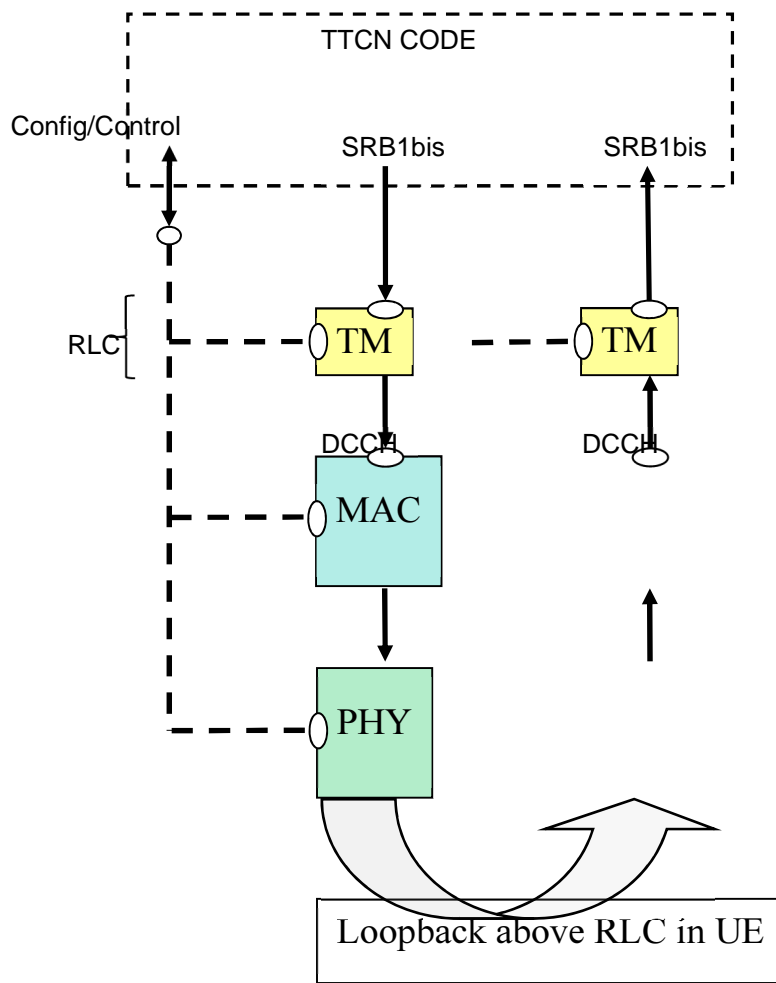 TTCN CODE
Config/Control
SRB1bis
SRB1bis
RLC
TM
TM
DCCH
DCCH
MAC
PHY
Loopback above RLC in UE